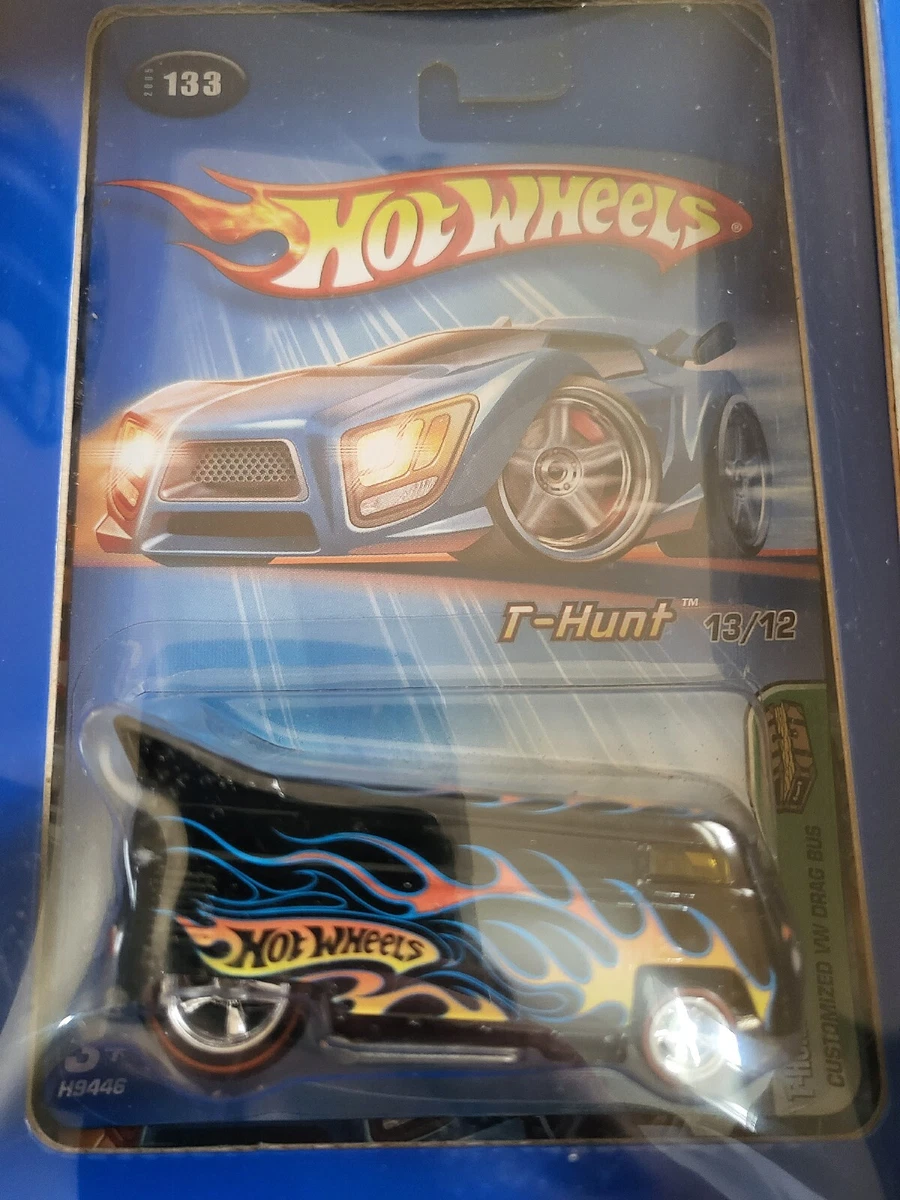 2005
133
HOT WHEELS®
T-Hunt™ 13/12
HOT WHEELS
CUSTOMIZED VW DRAG BUS
3+
H9446